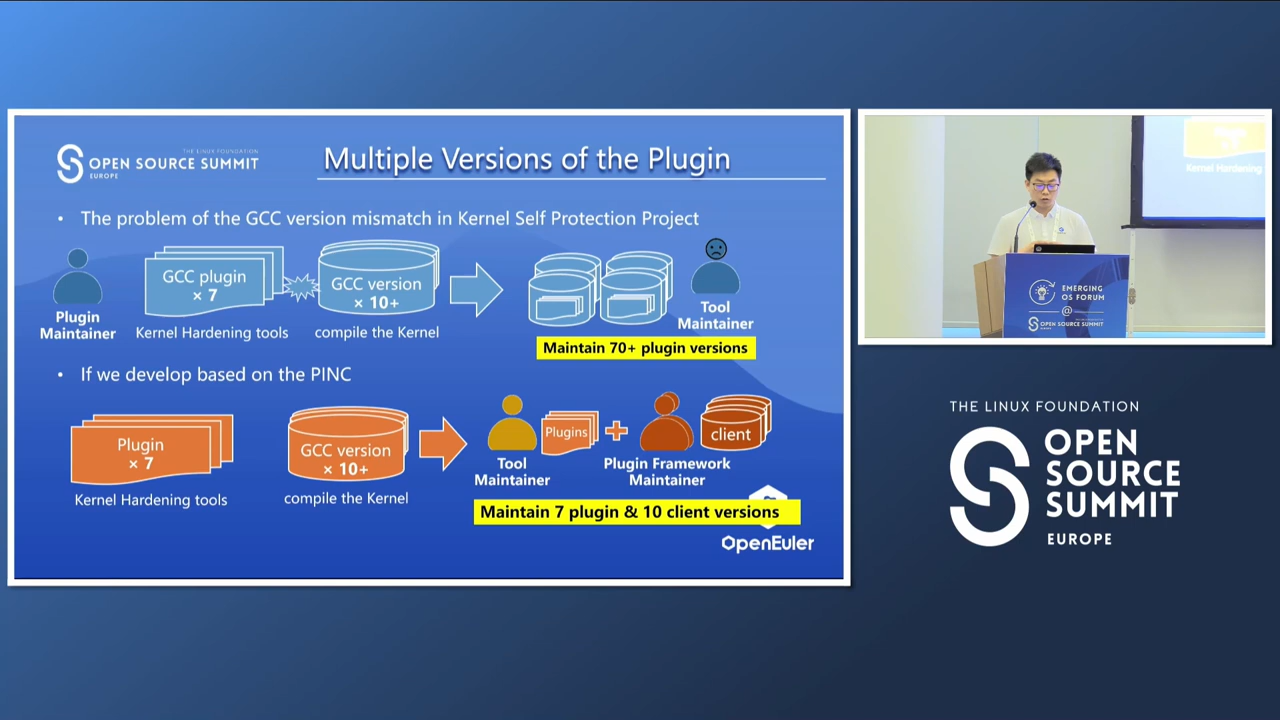 THE LINUX FOUNDATION
OPEN SOURCE SUMMIT
EUROPE
Multiple Versions of the Plugin
• The problem of the GCC version mismatch in Kernel Self Protection Project
Plugin
Maintainer
GCC plugin
× 7
Kernel Hardening tools
GCC version
× 10+
compile the Kernel
Tool
Maintainer
Maintain 70+ plugin versions
• If we develop based on the PINC
Plugin
× 7
Kernel Hardening tools
GCC version
× 10+
compile the Kernel
Tool
Maintainer
Plugins
Plugin Framework
Maintainer
client
Maintain 7 plugin & 10 client versions
OpenEuler
Kernel Hardening
EMERGING
OS FORUM
@
OPEN SOURCE SUMMIT
THE LINUX FOUNDATION
OPEN
SOURCE
SUMMIT
EUROPE